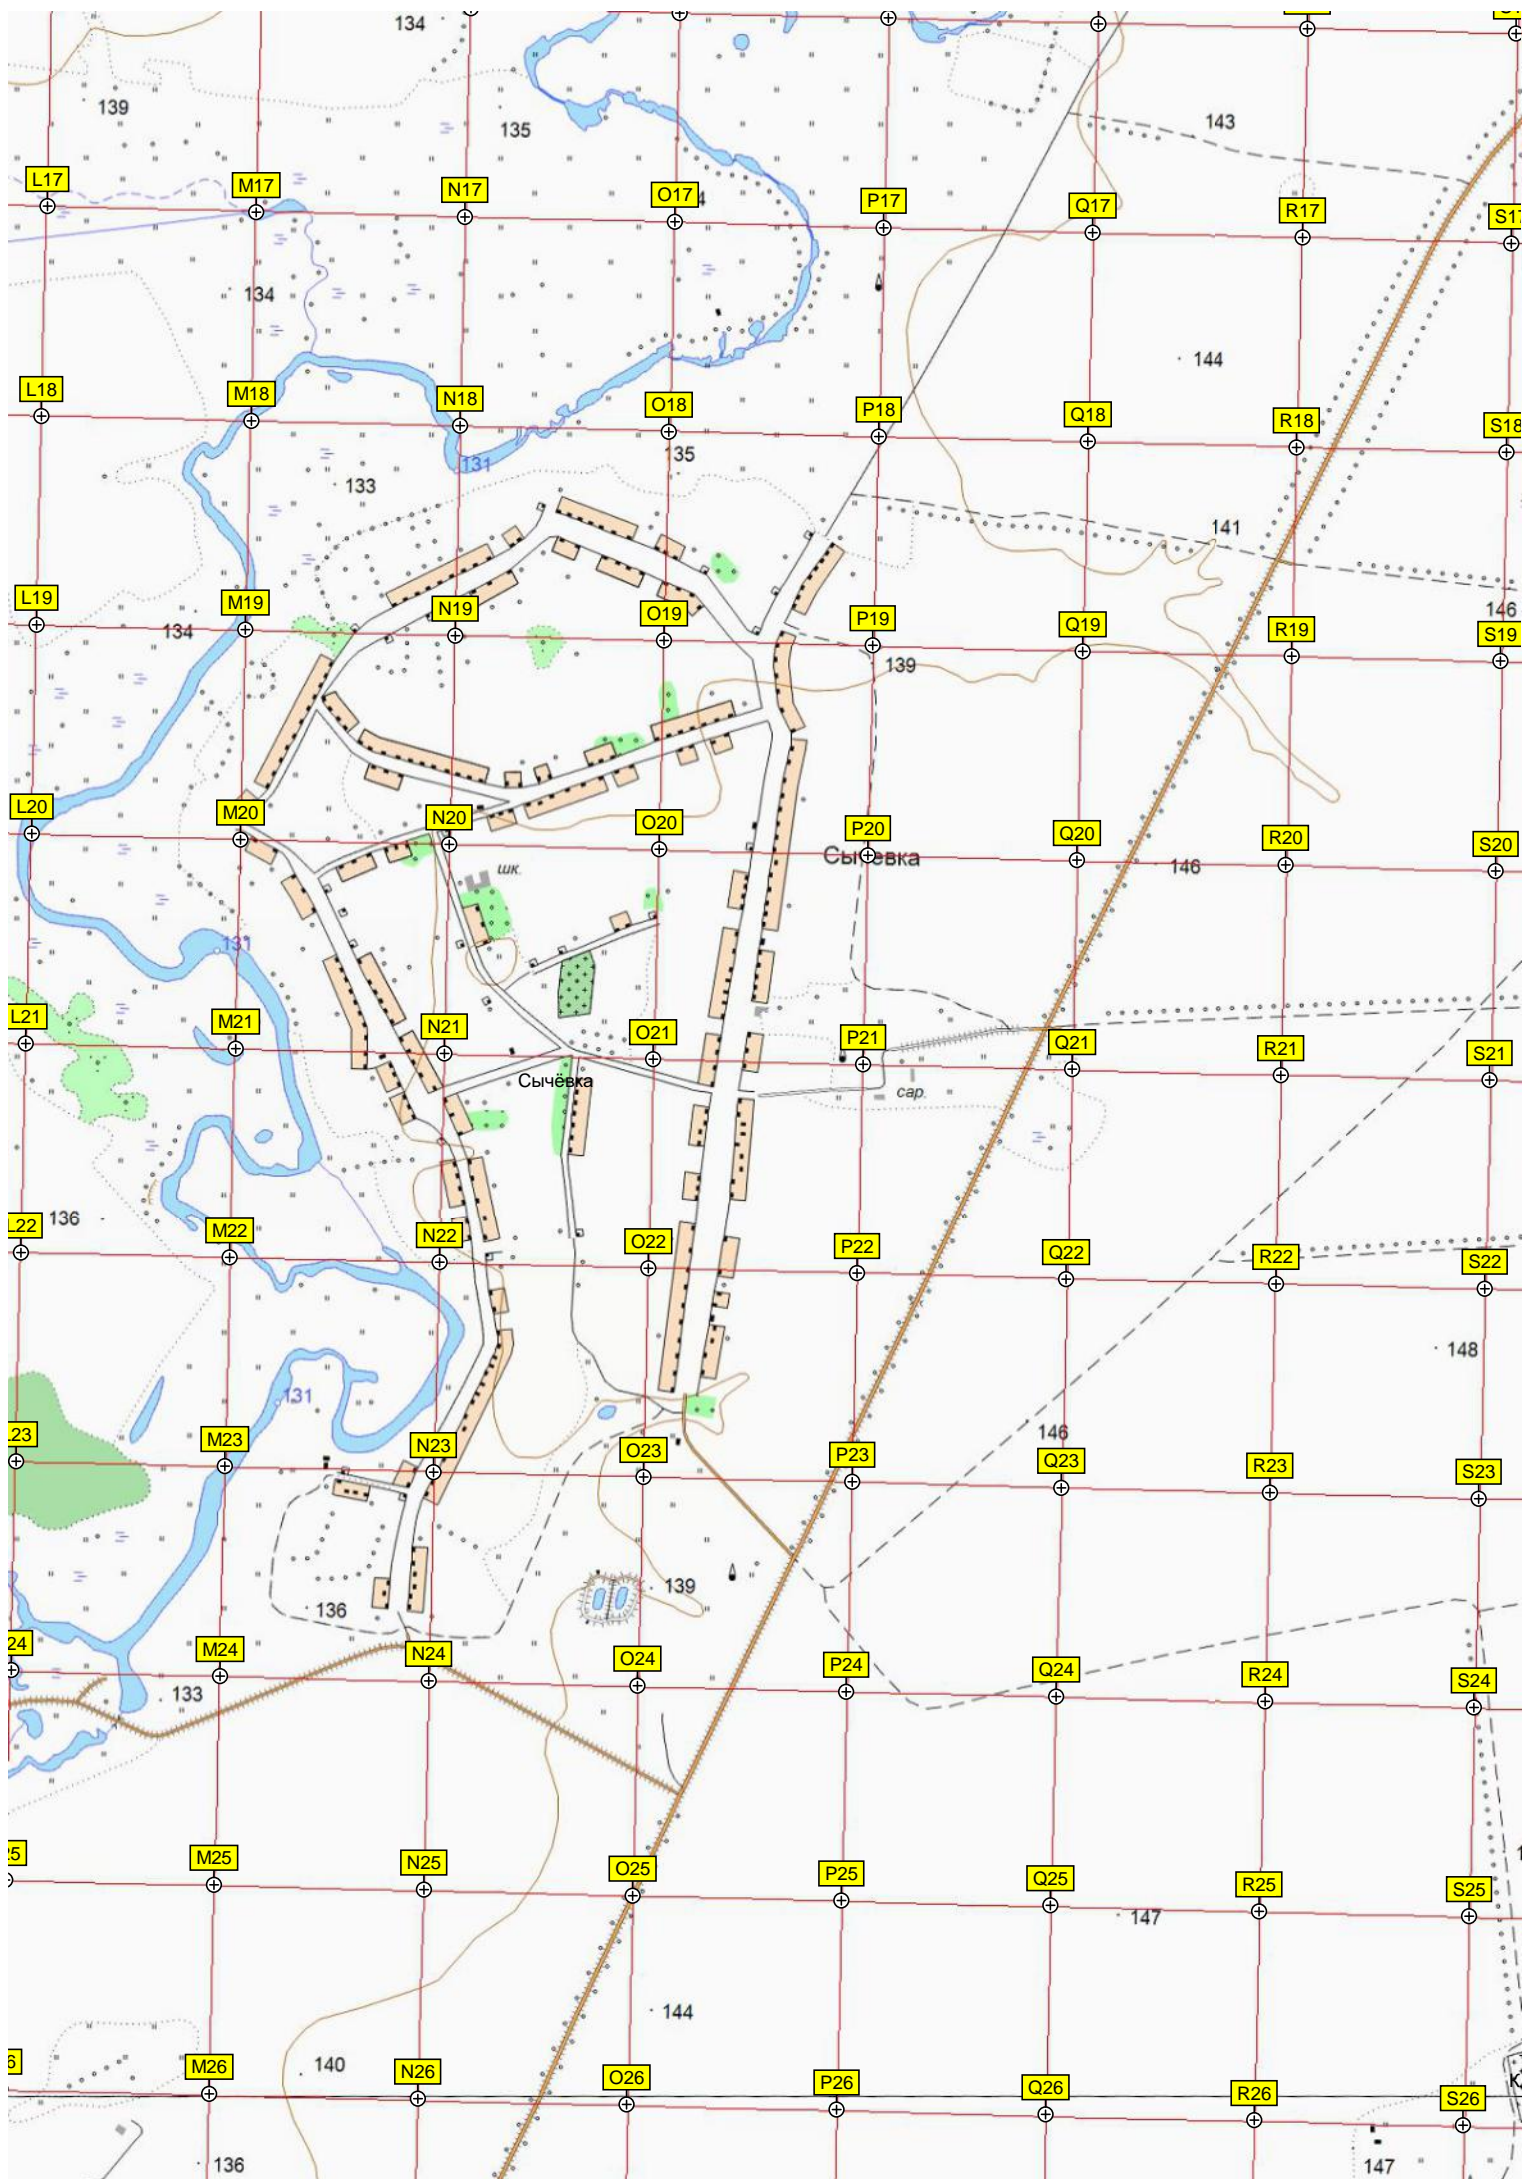 134
139
135
143
L17
M17
N17
O17
P17
Q17
R17
S17
134
144
L18
M18
N18
O18
P18
Q18
R18
S18
131
135
133
141
L19
M19
N19
O19
P19
Q19
R19
S19
134
139
146
L20
M20
N20
O20
P20
Q20
R20
S20
шк.
146
131
L21
M21
N21
O21
P21
Q21
R21
S21
Сычёвка
сар.
136
L22
M22
N22
O22
P22
Q22
R22
S22
148
131
146
23
M23
N23
O23
P23
Q23
R23
S23
139
136
24
M24
N24
O24
P24
Q24
R24
S24
133
M25
N25
O25
P25
Q25
R25
S25
147
144
140
M26
N26
O26
P26
Q26
R26
S26
136
147